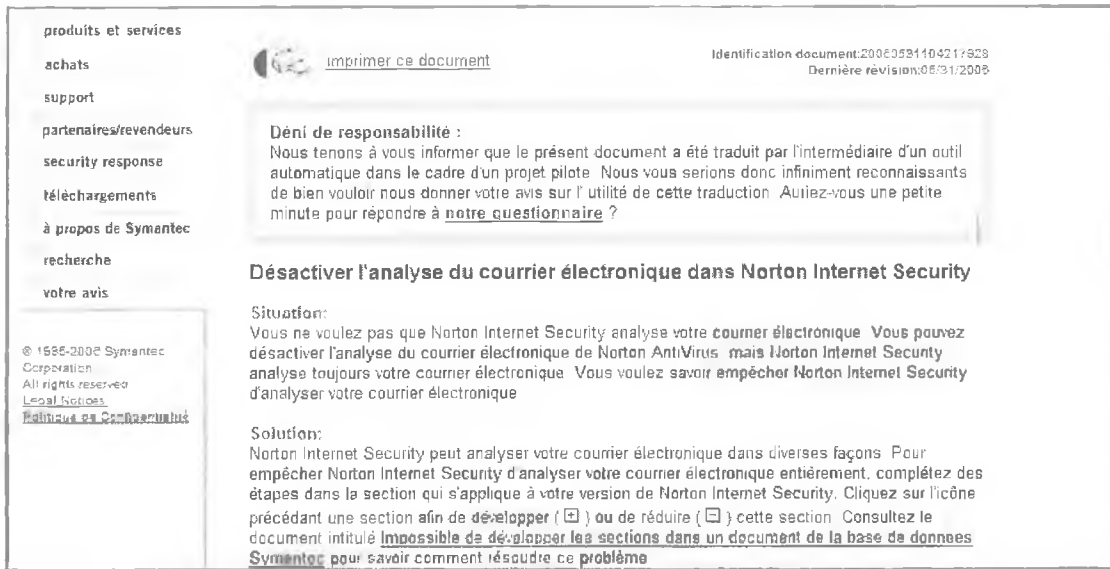 produits et services
achats
support
partenaires/revendeurs
security response
téléchargements
à propos de Symantec
recherche
votre avis
© 1995-2006 Symantec
Corporation
All rights reserved
Legal Notices
Politique de Confidentialité
imprimer ce document
Identification document:20060531104217928
Dernière révision:05/31/2006
Déni de responsabilité :
Nous tenons à vous informer que le présent document a été traduit par l'intermédiaire d'un outil
automatique dans le cadre d'un projet pilote Nous vous serions donc infiniment reconnaissants
de bien vouloir nous donner votre avis sur l' utilité de cette traduction Auriez-vous une petite
minute pour répondre à notre questionnaire ?
Désactiver l'analyse du courrier électronique dans Norton Internet Security
Situation:
Vous ne voulez pas que Norton Internet Security analyse votre courrier électronique Vous pouvez
désactiver l'analyse du courrier électronique de Norton AntiVirus mais Norton Internet Security
analyse toujours votre courrier électronique Vous voulez savoir empêcher Norton Internet Security
d'analyser votre courrier électronique
Solution:
Norton Internet Security peut analyser votre courrier électronique dans diverses façons Pour
empêcher Norton Internet Security d'analyser votre courrier électronique entièrement, complétez des
étapes dans la section qui s'applique à votre version de Norton Internet Security. Cliquez sur l'icône
précédant une section afin de développer ( + ) ou de réduire ( - ) cette section Consultez le
document intitulé Impossible de développer les sections dans un document de la base de donnees
Symantec pour savoir comment résoudre ce problème